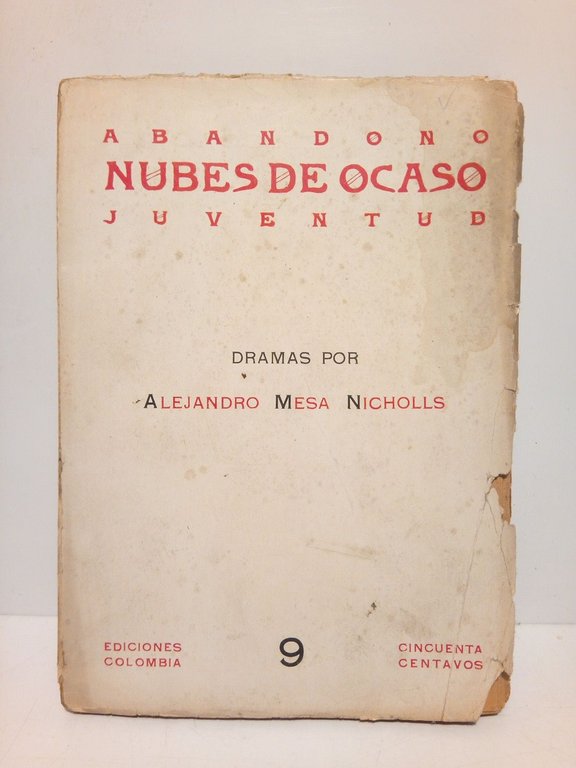 ABANDONO
NUBES DE OCASO
JUVENTUD
DRAMAS POR
ALEJANDRO MESA NICHOLLS
EDICIONES
COLOMBIA
9
CINCUENTA
CENTAVOS